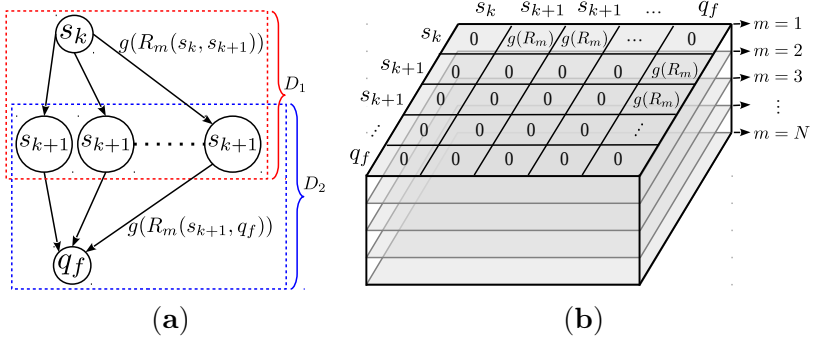 s_k
g(R_m(s_k, s_{k+1}))
D_1
s_{k+1} s_{k+1} s_{k+1}
D_2
g(R_m(s_{k+1}, q_f))
q_f
(a)
s_k s_{k+1} s_{k+1} ... q_f
s_k 0 g(R_m) g(R_m) ... 0
s_{k+1} 0 0 0 0 g(R_m)
s_{k+1} 0 0 0 0 g(R_m)
⋰ 0 0 0 0 ⋰
q_f 0 0 0 0 0
m = 1
m = 2
m = 3
⋮
m = N
(b)